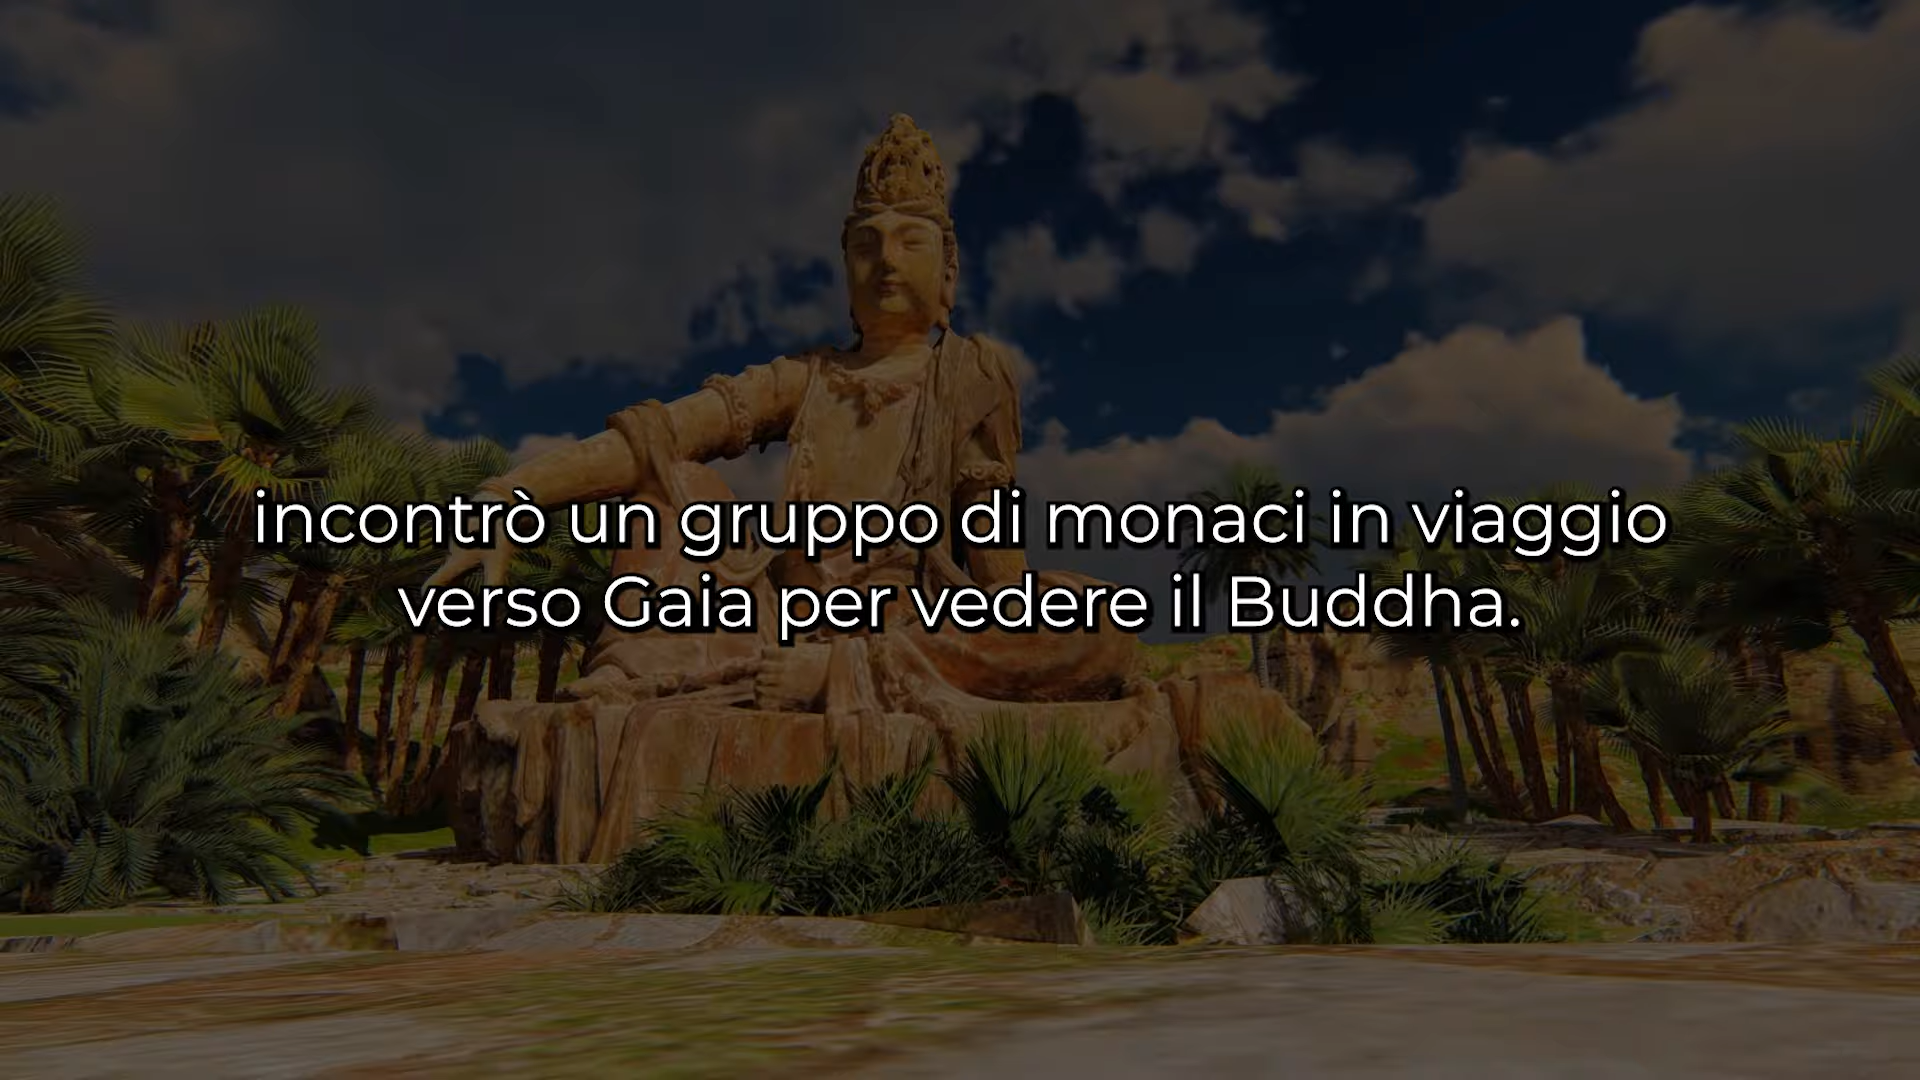 incontrò un gruppo di monaci in viaggio
verso Gaia per vedere il Buddha.